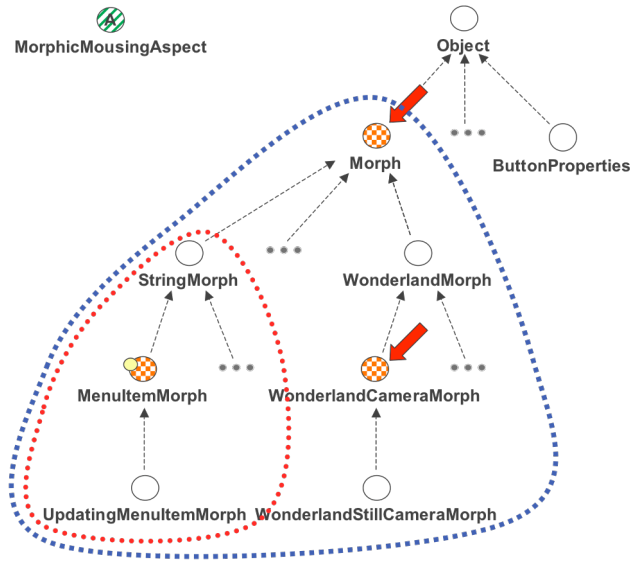 A
MorphicMousingAspect
Object
Morph
ButtonProperties
StringMorph
WonderlandMorph
MenuItemMorph
WonderlandCameraMorph
UpdatingMenuItemMorph
WonderlandStillCameraMorph